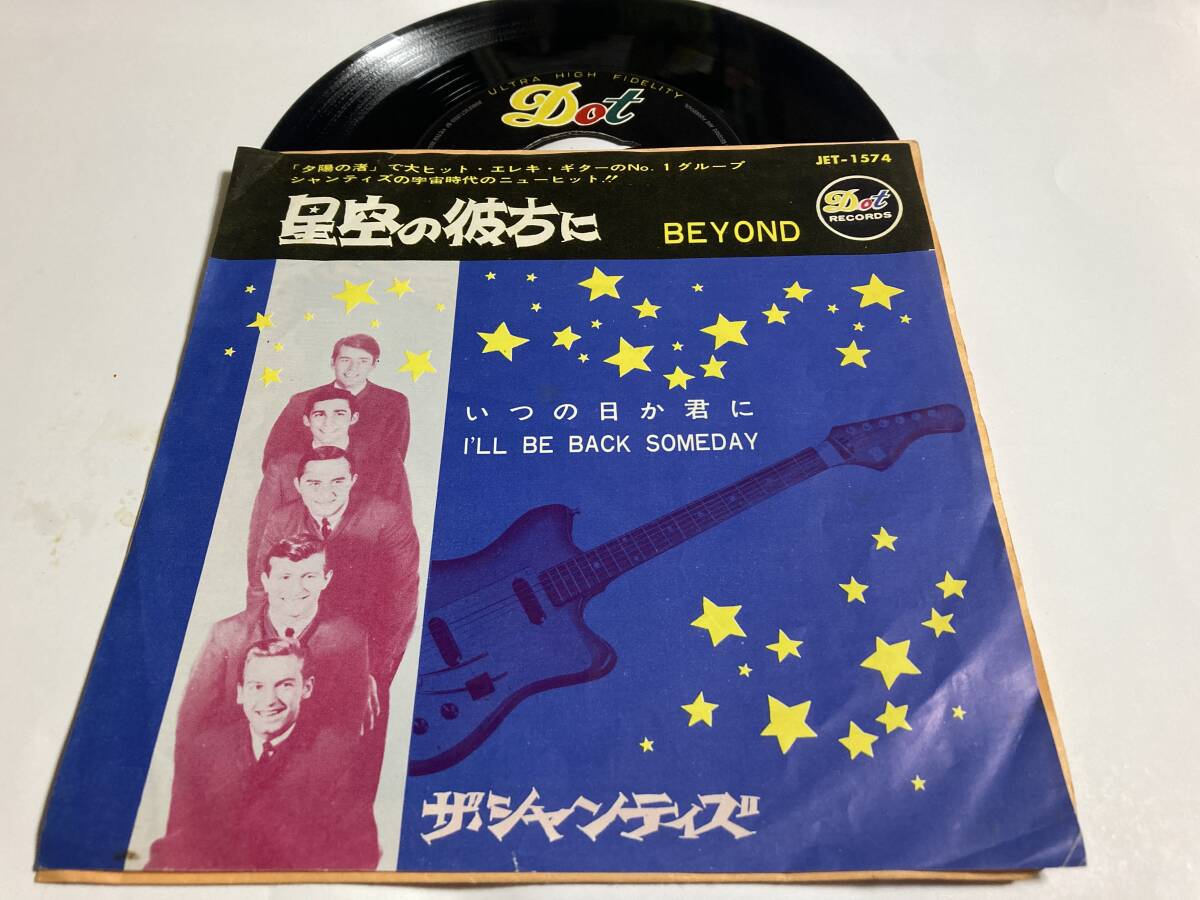 ULTRA HIGH FIDELITY
Dot
「夕陽の渚」で大ヒット・エレキ・ギターのNo.1グループ
シャンティズの宇宙時代のニューヒット!!
JET-1574
星空の彼方に
BEYOND
Dot
RECORDS
いつの日か君に
I'LL BE BACK SOMEDAY
ザ・シャンティズ